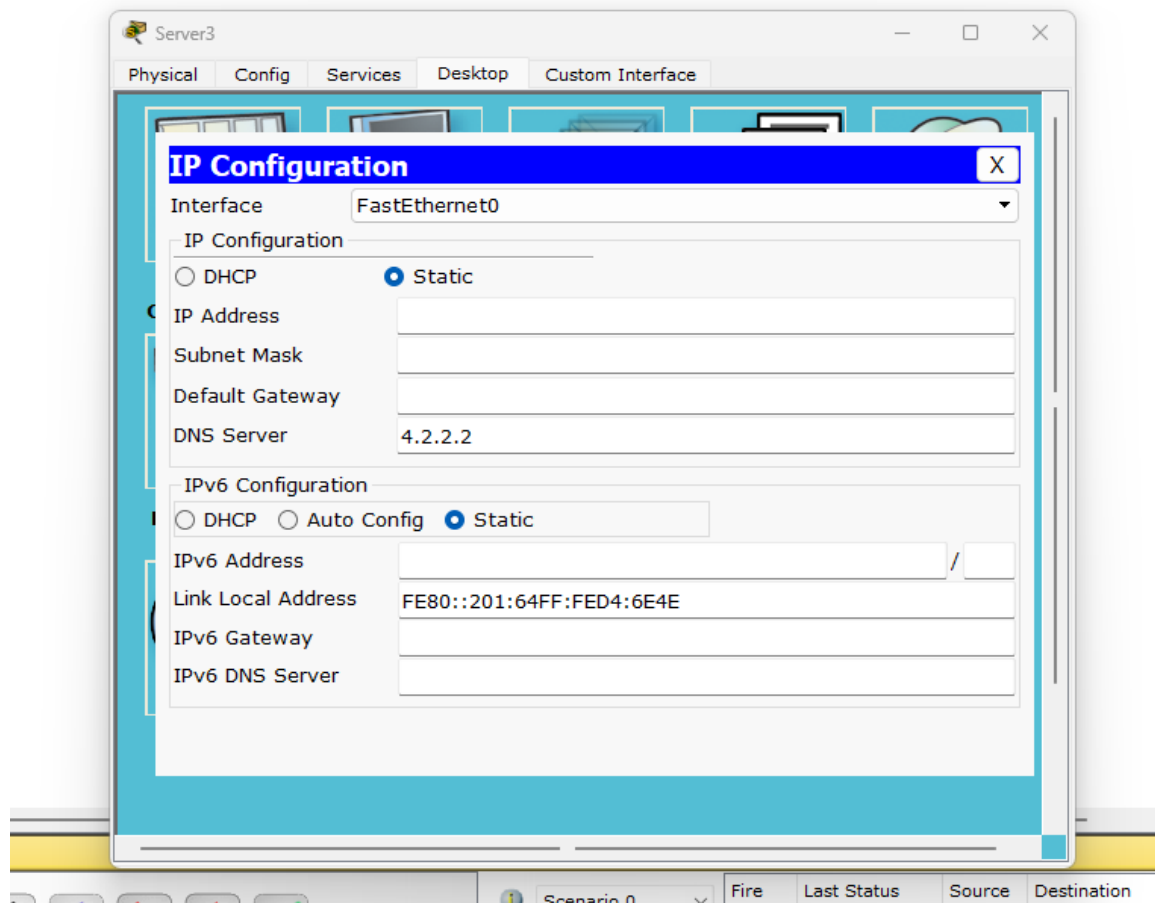 Server3
Physical Config Services Desktop Custom Interface
IP Configuration X
Interface FastEthernet0
IP Configuration
DHCP Static
IP Address
Subnet Mask
Default Gateway
DNS Server 4.2.2.2
IPv6 Configuration
DHCP Auto Config Static
IPv6 Address /
Link Local Address FE80::201:64FF:FED4:6E4E
IPv6 Gateway
IPv6 DNS Server
Scenario 0 Fire Last Status Source Destination